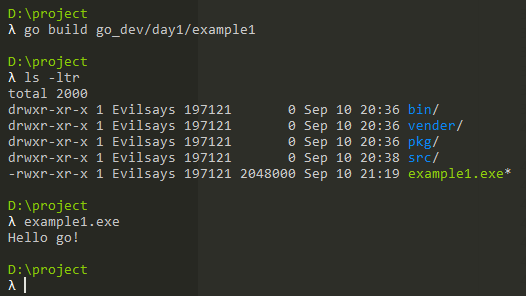 D:\project
λ go build go_dev/day1/example1
D:\project
λ ls -ltr
total 2000
drwxr-xr-x 1 Evilsays 197121       0 Sep 10 20:36 bin/
drwxr-xr-x 1 Evilsays 197121       0 Sep 10 20:36 vender/
drwxr-xr-x 1 Evilsays 197121       0 Sep 10 20:36 pkg/
drwxr-xr-x 1 Evilsays 197121       0 Sep 10 20:38 src/
-rwxr-xr-x 1 Evilsays 197121 2048000 Sep 10 21:19 example1.exe*
D:\project
λ example1.exe
Hello go!
D:\project
λ